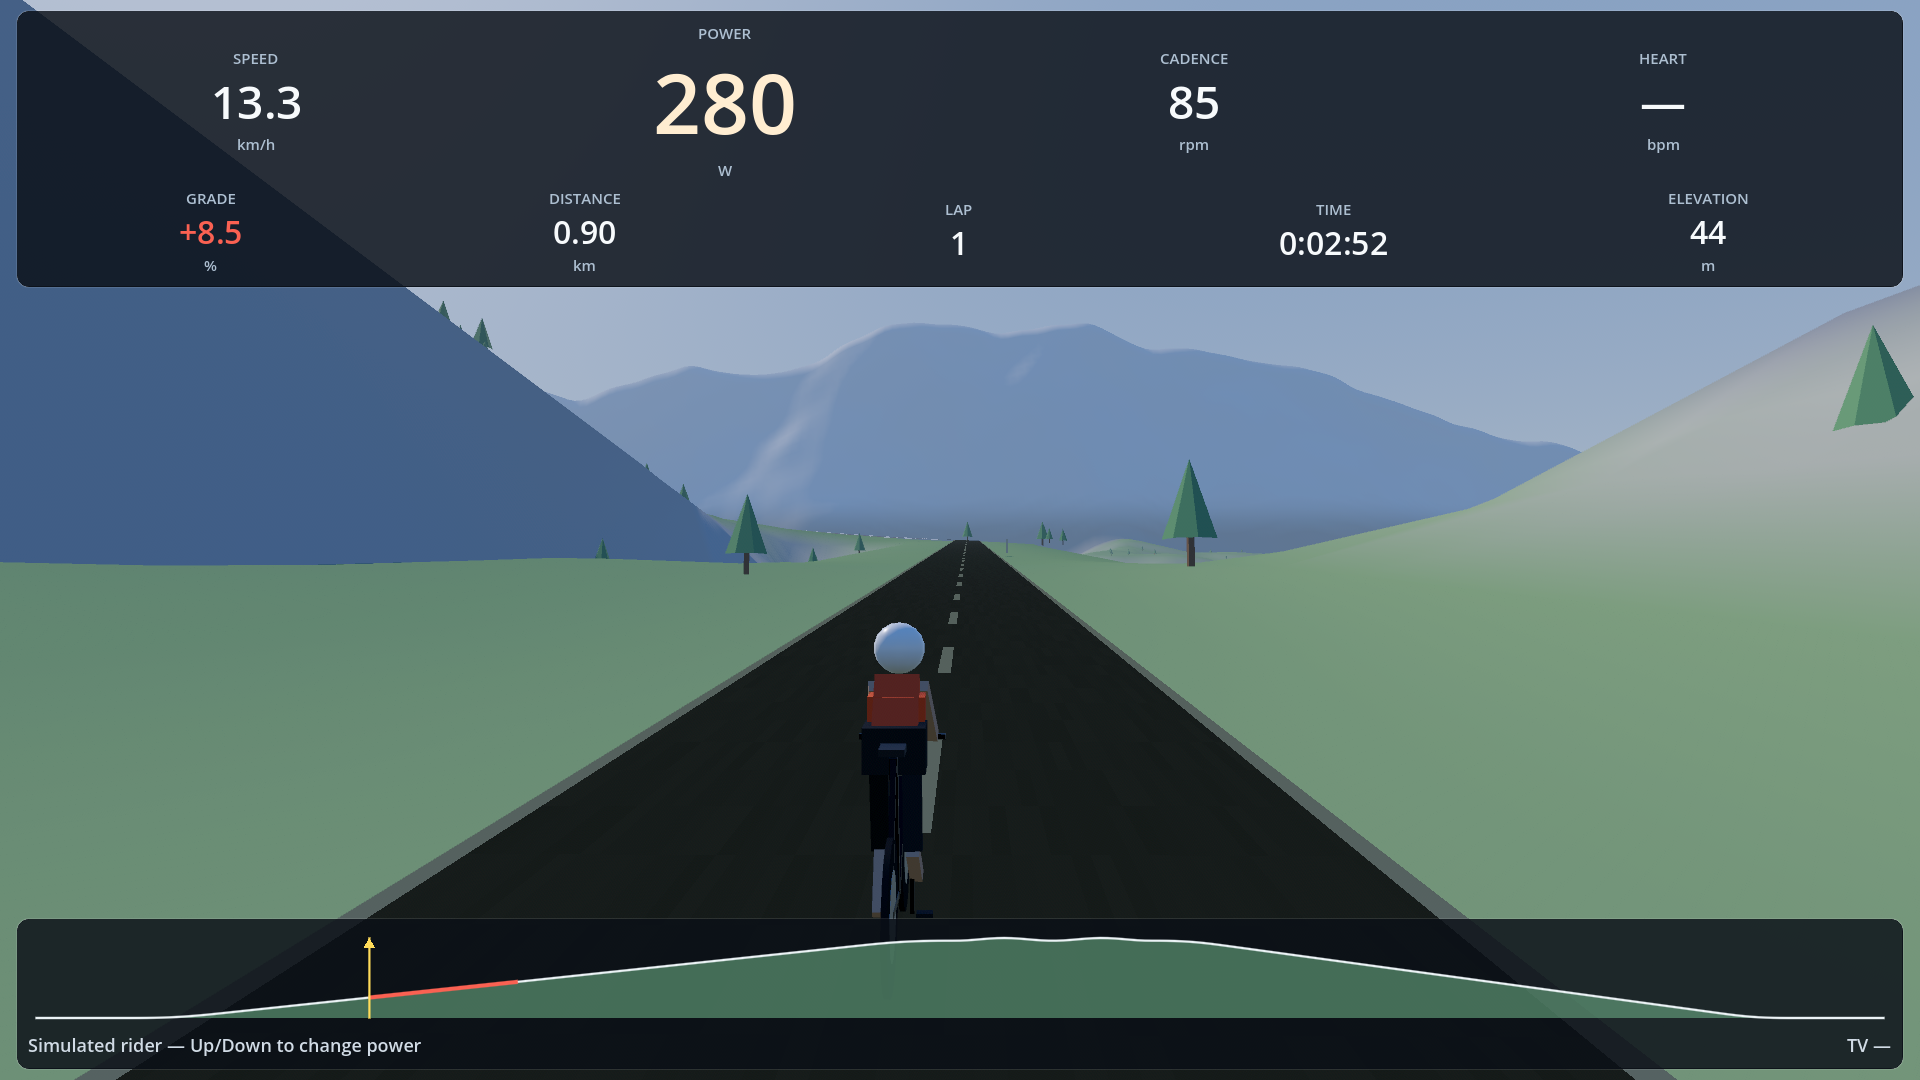 SPEED
13.3
km/h
POWER
280
W
CADENCE
85
rpm
HEART
—
bpm
GRADE
+8.5
%
DISTANCE
0.90
km
LAP
1
TIME
0:02:52
ELEVATION
44
m
Simulated rider — Up/Down to change power
TV —